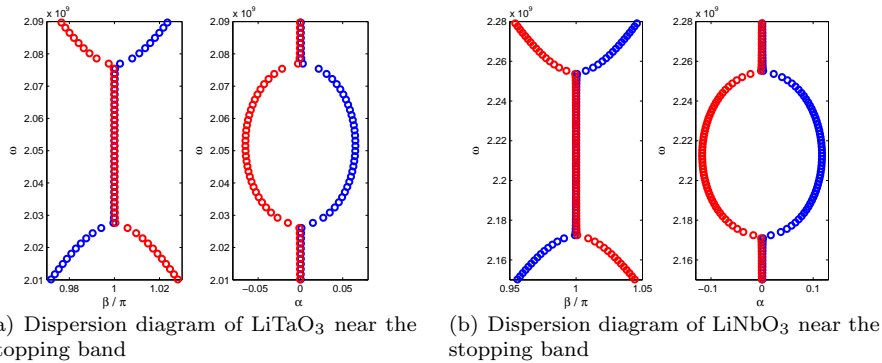 x 10⁹
2.09
2.08
2.07
2.06
2.05
2.04
2.03
2.02
2.01
ω
0.98 1 1.02
β / π
x 10⁹
2.09
2.08
2.07
2.06
2.05
2.04
2.03
2.02
2.01
ω
−0.05 0 0.05
α
x 10⁹
2.28
2.26
2.24
2.22
2.2
2.18
2.16
ω
0.95 1 1.05
β / π
x 10⁹
2.28
2.26
2.24
2.22
2.2
2.18
2.16
ω
−0.1 0 0.1
α
) Dispersion diagram of LiTaO₃ near the
topping band
(b) Dispersion diagram of LiNbO₃ near the
stopping band